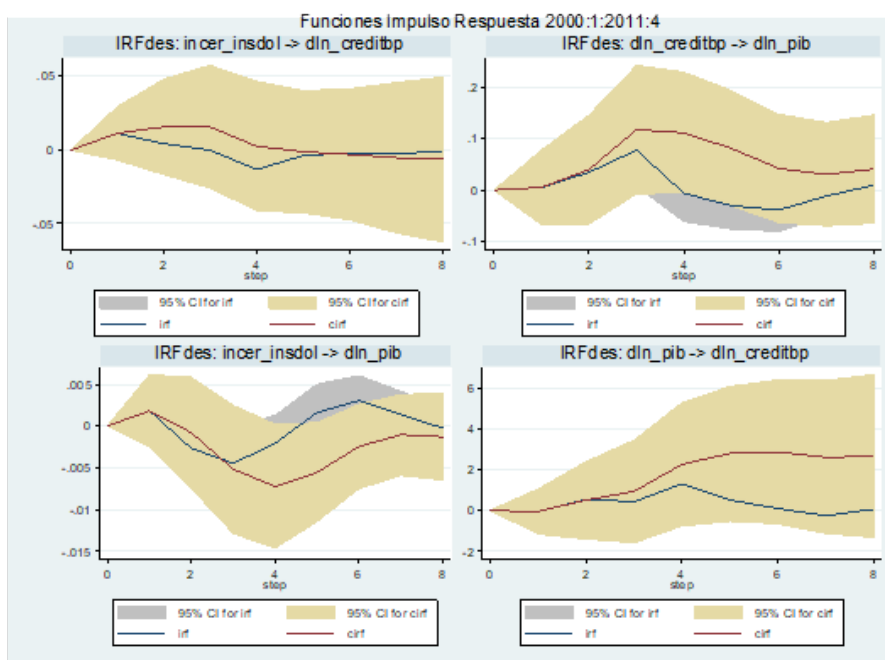 Funciones Impulso Respuesta 2000:1:2011:4
IRFdes: incer_insdol -> dln_creditbp
.05
0
-.05
0 2 4 6 8
step
95% CI for irf 95% CI for cirf
irf cirf
IRFdes: dln_creditbp -> dln_pib
.2
.1
0
-.1
0 2 4 6 8
step
95% CI for irf 95% CI for cirf
irf cirf
IRFdes: incer_insdol -> dln_pib
.005
0
-.005
-.01
-.015
0 2 4 6 8
step
95% CI for irf 95% CI for cirf
irf cirf
IRFdes: dln_pib -> dln_creditbp
6
4
2
0
-2
0 2 4 6 8
step
95% CI for irf 95% CI for cirf
irf cirf